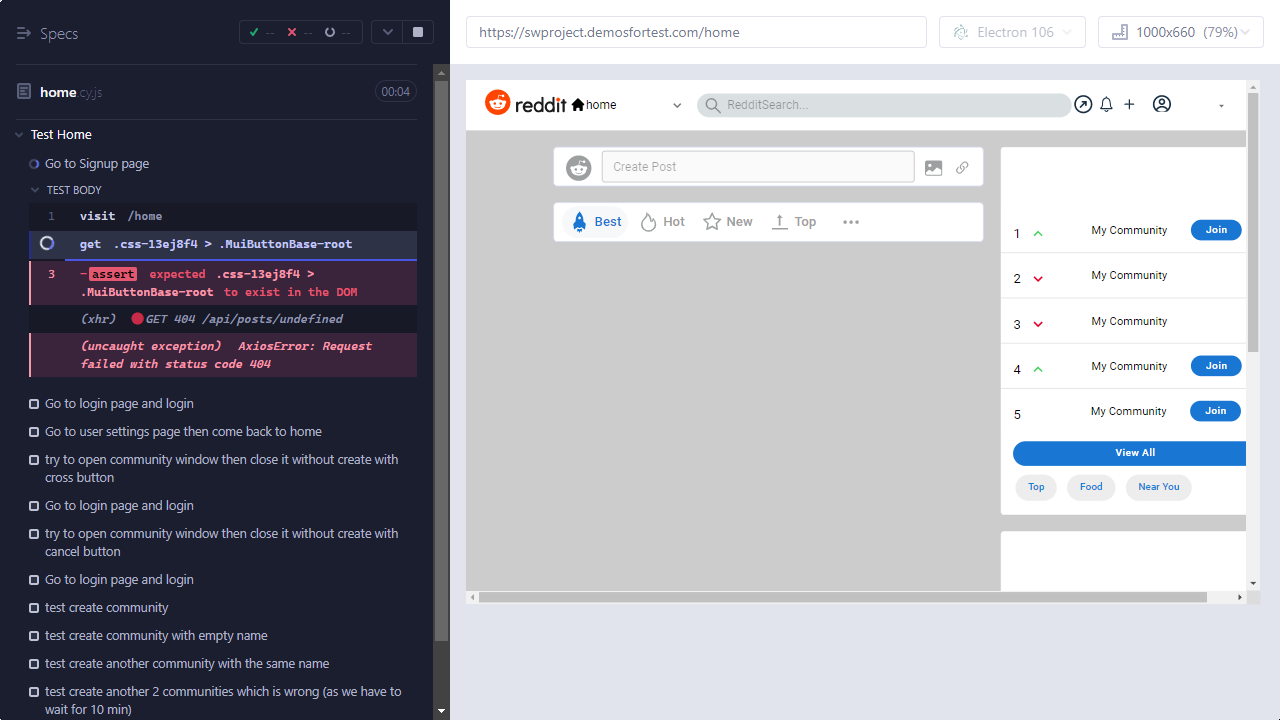 Specs
--
--
--
home.cy.js
00:04
Test Home
Go to Signup page
TEST BODY
1 visit /home
get .css-13ej8f4 > .MuiButtonBase-root
3 -assert expected .css-13ej8f4 >
.MuiButtonBase-root to exist in the DOM
(xhr) GET 404 /api/posts/undefined
(uncaught exception) AxiosError: Request
failed with status code 404
Go to login page and login
Go to user settings page then come back to home
try to open community window then close it without create with
cross button
Go to login page and login
try to open community window then close it without create with
cancel button
Go to login page and login
test create community
test create community with empty name
test create another community with the same name
test create another 2 communities which is wrong (as we have to
wait for 10 min)
https://swproject.demosfortest.com/home
Electron 106
1000x660 (79%)
reddit home
RedditSearch...
Create Post
Best Hot New Top
1 My Community Join
2 My Community
3 My Community
4 My Community Join
5 My Community Join
View All
Top Food Near You